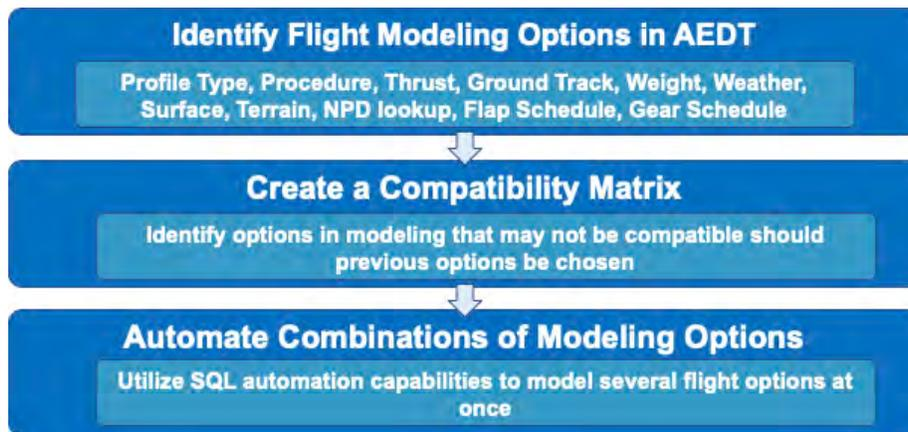 Identify Flight Modeling Options in AEDT
Profile Type, Procedure, Thrust, Ground Track, Weight, Weather,
Surface, Terrain, NPD lookup, Flap Schedule, Gear Schedule
Create a Compatibility Matrix
Identify options in modeling that may not be compatible should
previous options be chosen
Automate Combinations of Modeling Options
Utilize SQL automation capabilities to model several flight options at
once